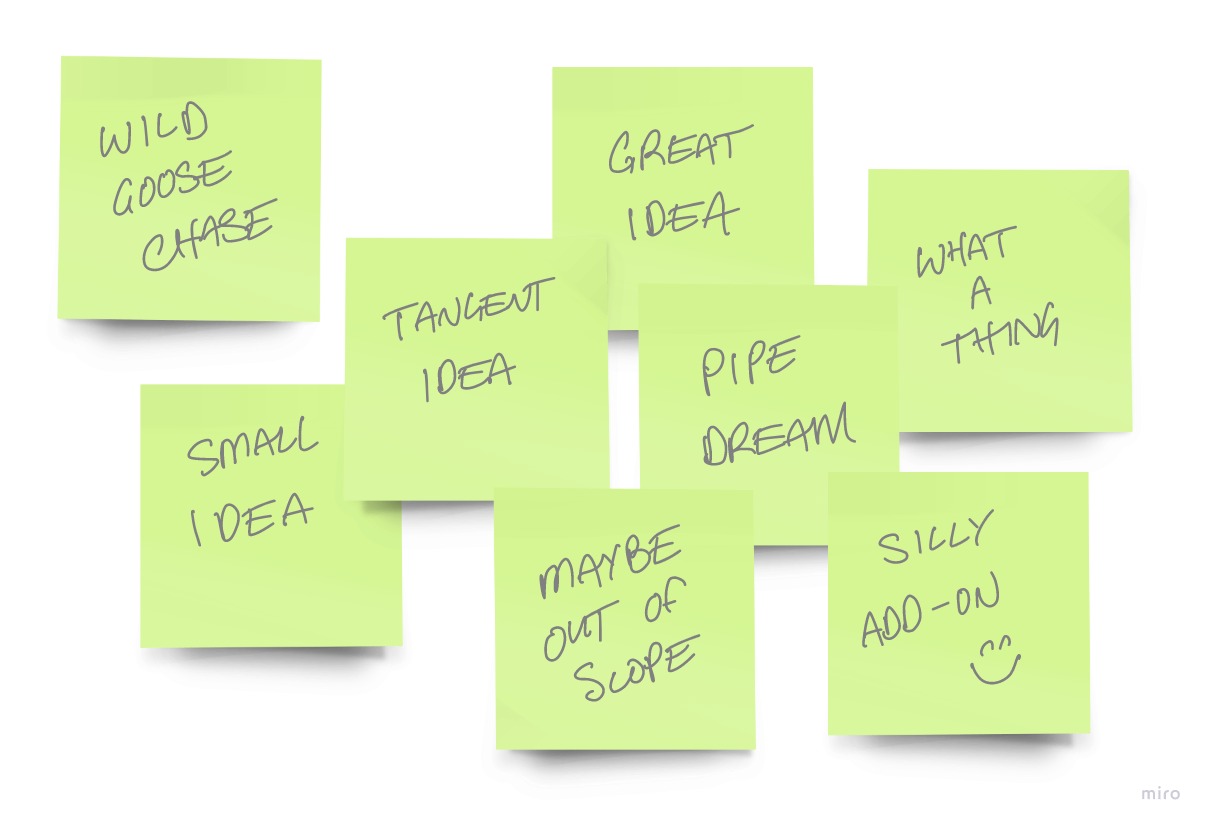 WILD
GOOSE
CHASE
GREAT
IDEA
WHAT
A
THING
TANGENT
IDEA
PIPE
DREAM
SMALL
IDEA
MAYBE
OUT OF
SCOPE
SILLY
ADD-ON
miro